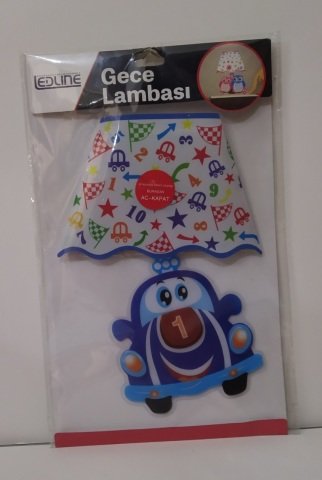 LEDLINE
Gece
Lambası
BURADAN
AÇ-KAPAT
1